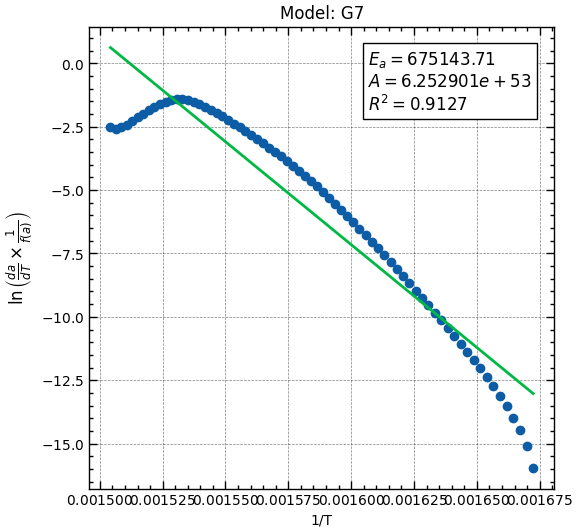 Model: G7
E_a = 675143.71
A = 6.252901e + 53
R^2 = 0.9127
ln(da/dT × 1/f(a))
0.0
−2.5
−5.0
−7.5
−10.0
−12.5
−15.0
0.001500 0.001525 0.001550 0.001575 0.001600 0.001625 0.001650 0.001675
1/T